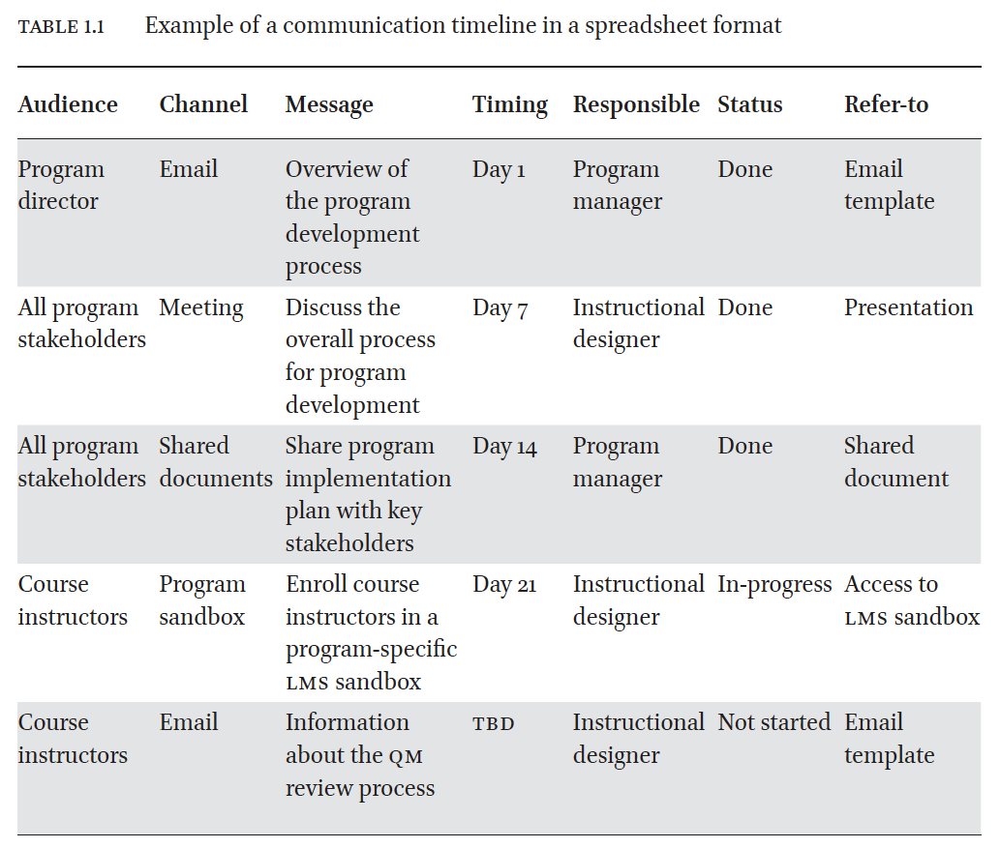 TABLE 1.1 Example of a communication timeline in a spreadsheet format
Audience Channel Message Timing Responsible Status Refer-to
Program Email Overview of Day 1 Program Done Email
director the program manager template
development
process
All program Meeting Discuss the Day 7 Instructional Done Presentation
stakeholders overall process designer
for program
development
All program Shared Share program Day 14 Program Done Shared
stakeholders documents implementation manager document
plan with key
stakeholders
Course Program Enroll course Day 21 Instructional In-progress Access to
instructors sandbox instructors in a designer LMS sandbox
program-specific
LMS sandbox
Course Email Information TBD Instructional Not started Email
instructors about the QM designer template
review process